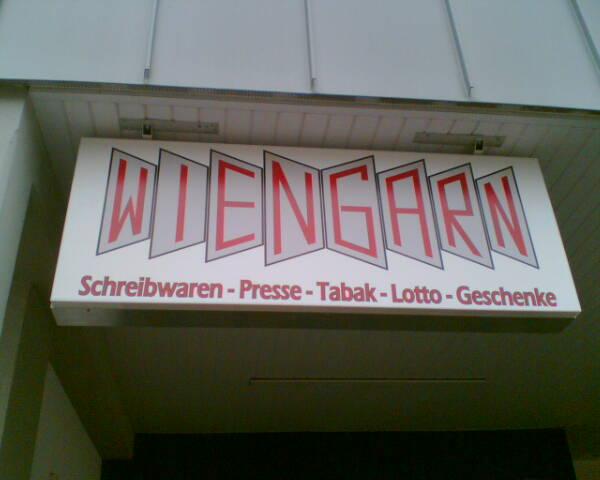 WIENGARN
Schreibwaren - Presse - Tabak - Lotto - Geschenke